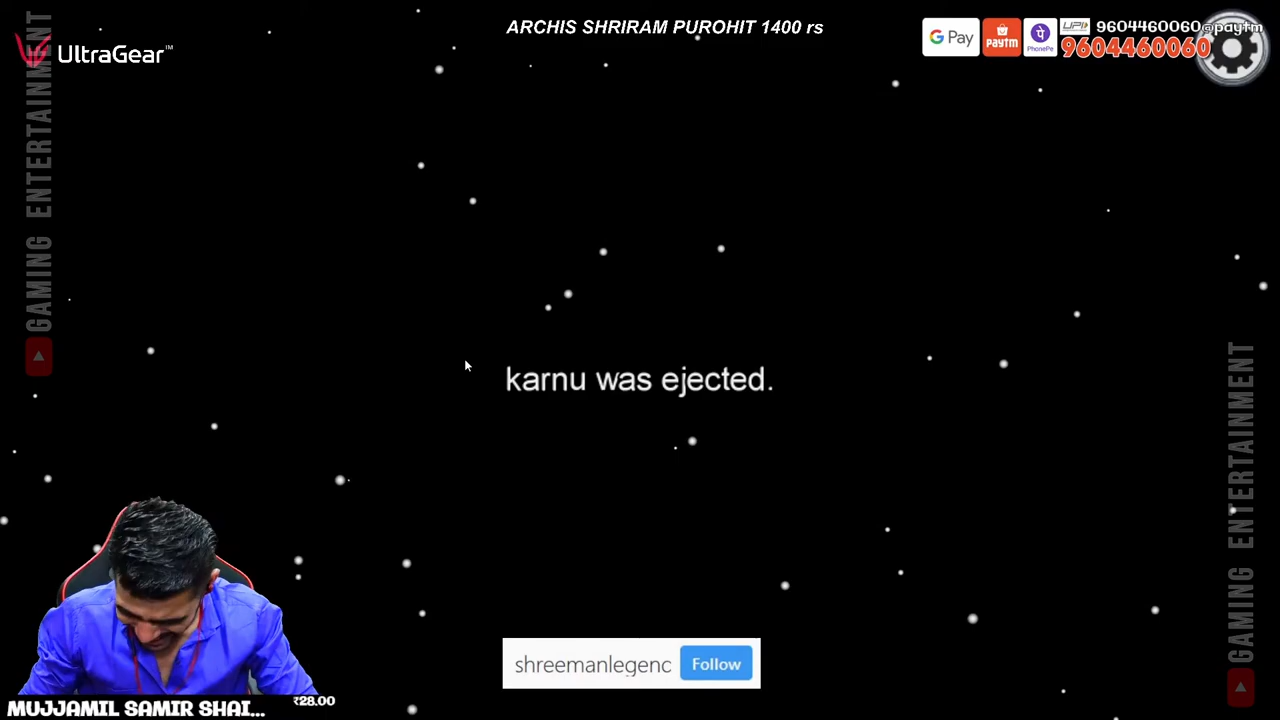 ARCHIS SHRIRAM PUROHIT 1400 rs
UltraGear™
G Pay
PAYTM
PhonePe
UPI
9604460060@paytm
9604460060
GAMING ENTERTAINMENT
karnu was ejected.
GAMING ENTERTAINMENT
shreemanlegenc
Follow
MUJJAMIL SAMIR SHAI...
₹28.00